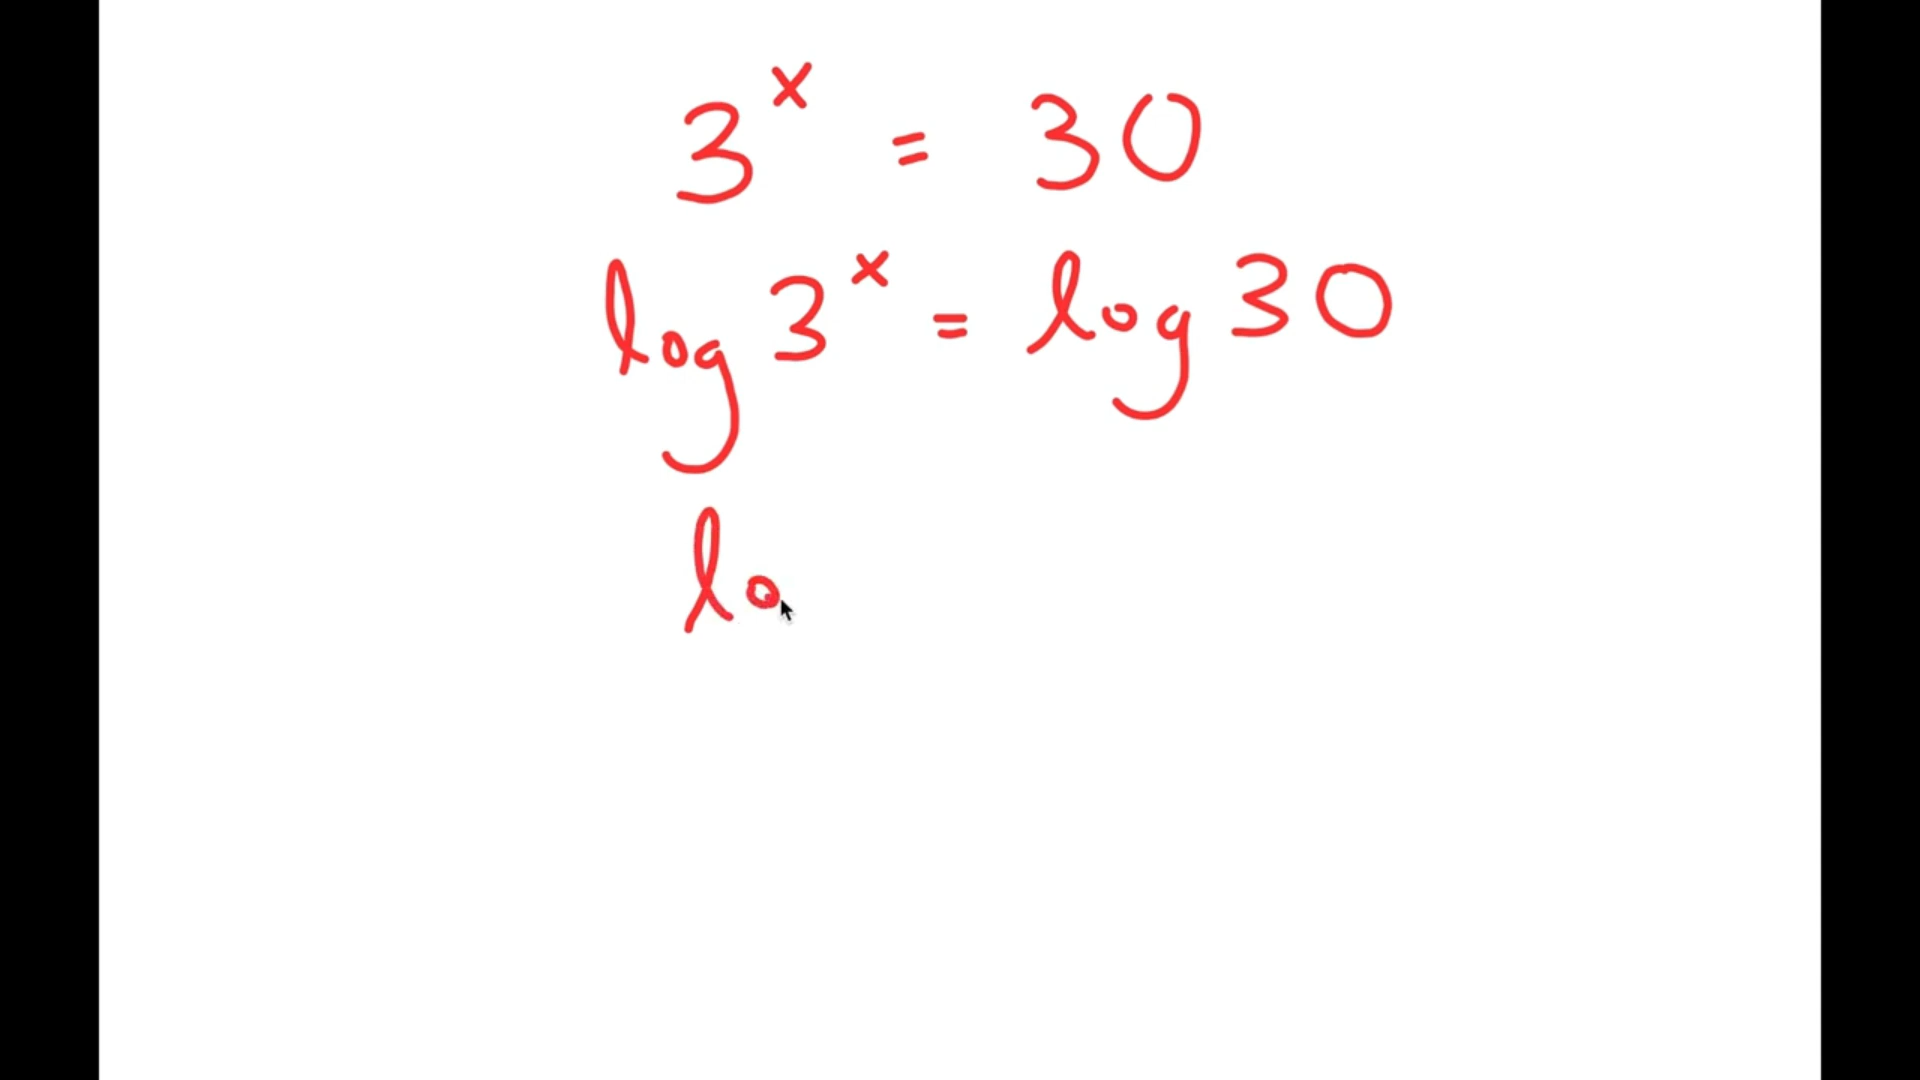 3^x = 30
log 3^x = log 30
lo